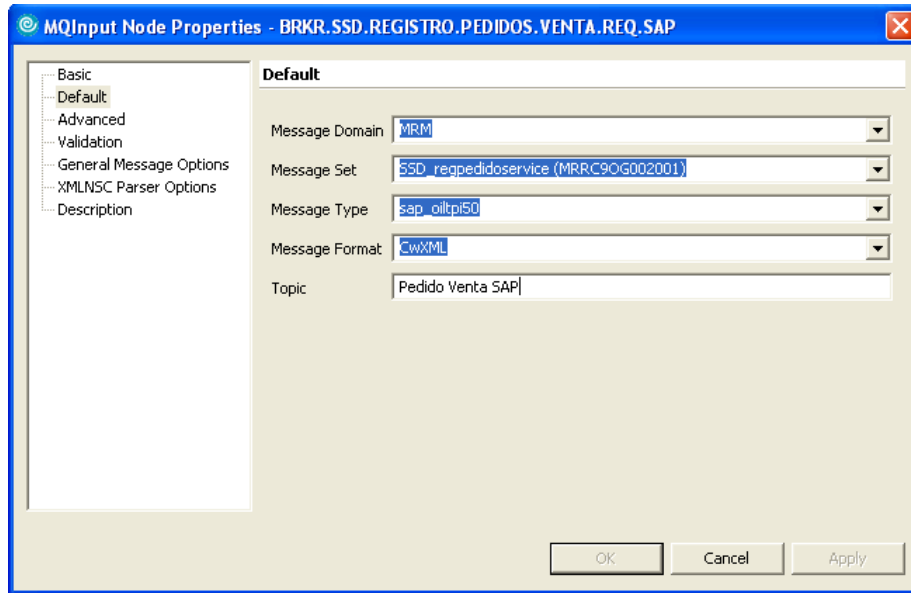 MQInput Node Properties - BRKR.SSD.REGISTRO.PEDIDOS.VENTA.REQ.SAP
Basic
Default
Advanced
Validation
General Message Options
XMLNSC Parser Options
Description
Default
Message Domain MRM
Message Set SSD_regpedidoservice (MRRC9OG002001)
Message Type sap_oiltpi50
Message Format CwXML
Topic Pedido Venta SAP
OK Cancel Apply